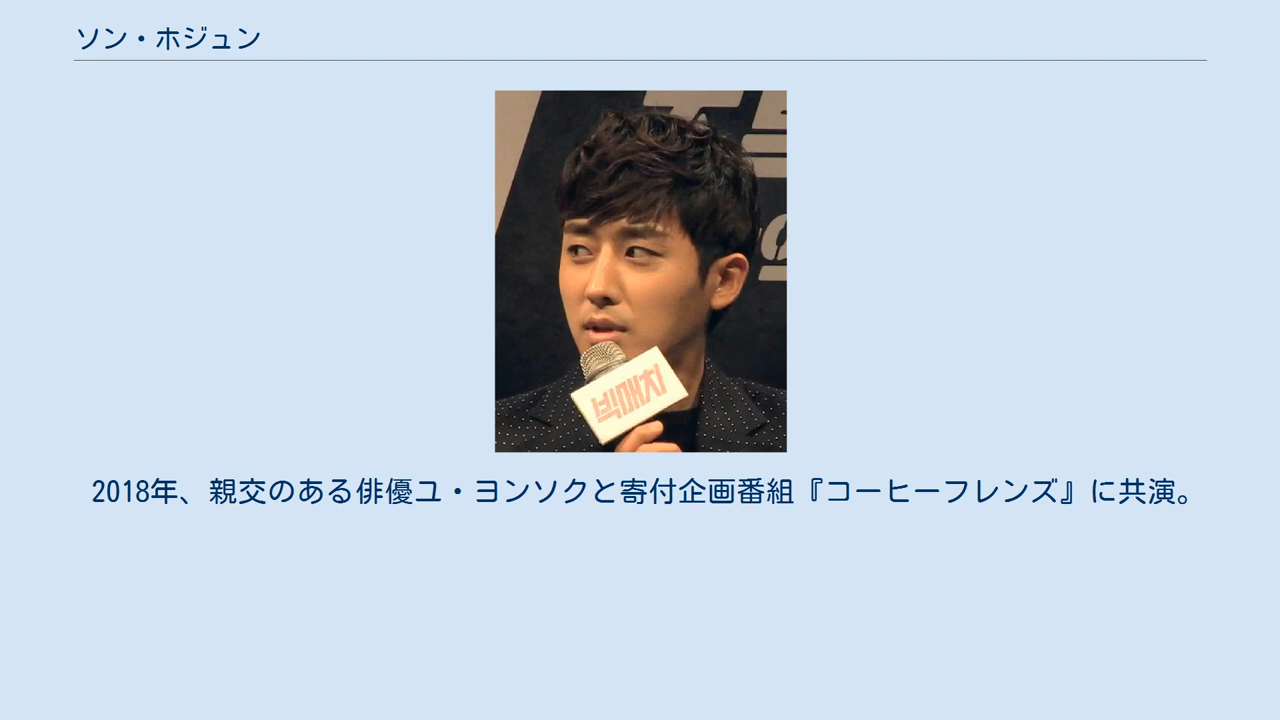 ソン・ホジュン
빅매치
2018年、親交のある俳優ユ・ヨンソクと寄付企画番組『コーヒーフレンズ』に共演。